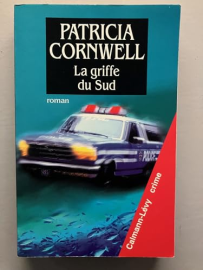 PATRICIA
CORNWELL
La griffe
du Sud
roman
POLICE
Calmann-Lévy crime